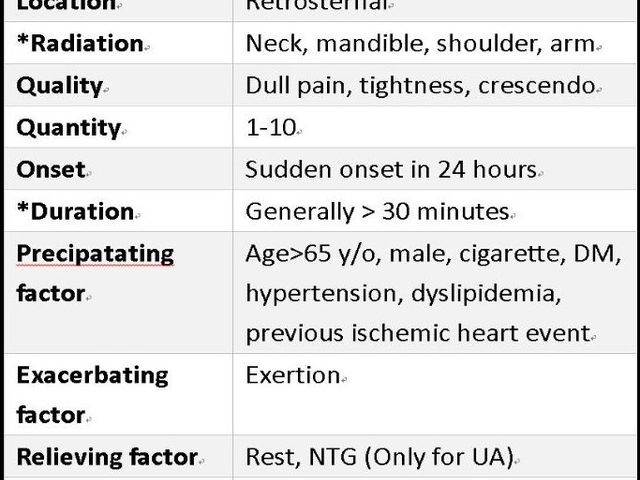 Location Retrosternal
*Radiation Neck, mandible, shoulder, arm
Quality Dull pain, tightness, crescendo
Quantity 1-10
Onset Sudden onset in 24 hours
*Duration Generally > 30 minutes
Precipatating Age>65 y/o, male, cigarette, DM,
factor hypertension, dyslipidemia,
previous ischemic heart event
Exacerbating Exertion
factor
Relieving factor Rest, NTG (Only for UA)